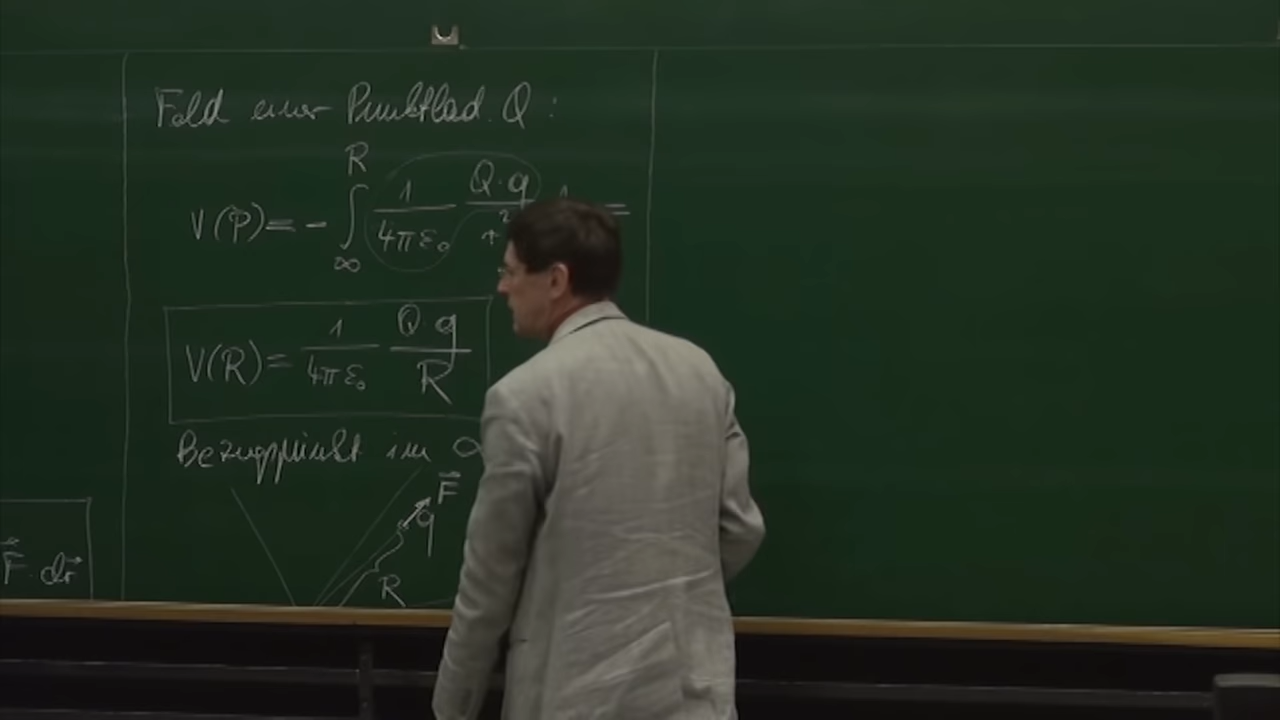 Feld einer Punktlad. Q:
V(P)= - ∫_∞^R 1/4πε₀ Q·q/r² =
V(R)= 1/4πε₀ Q·q/R
Bezugspunkt im
F⃗
q
R
F⃗·dr⃗